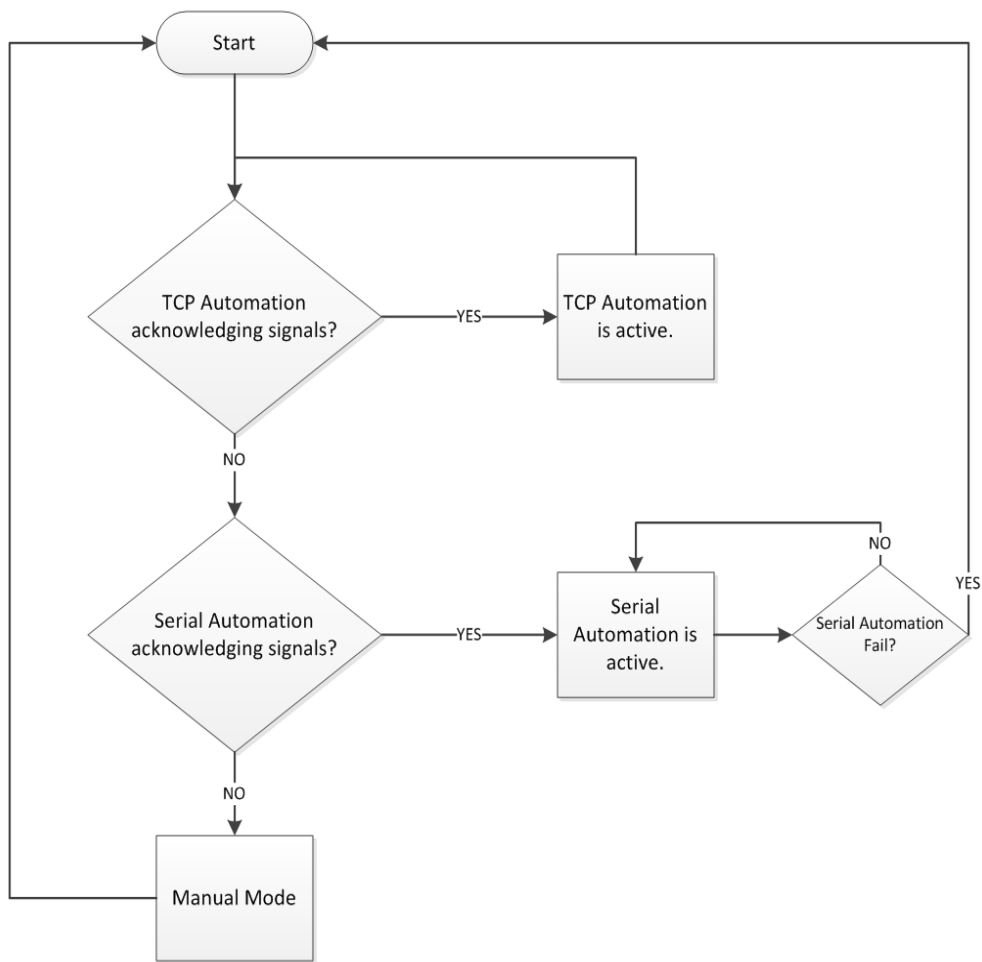 Start
TCP Automation
acknowledging signals?
YES
TCP Automation
is active.
NO
Serial Automation
acknowledging signals?
YES
Serial
Automation is
active.
NO
Serial Automation
Fail?
YES
NO
Manual Mode